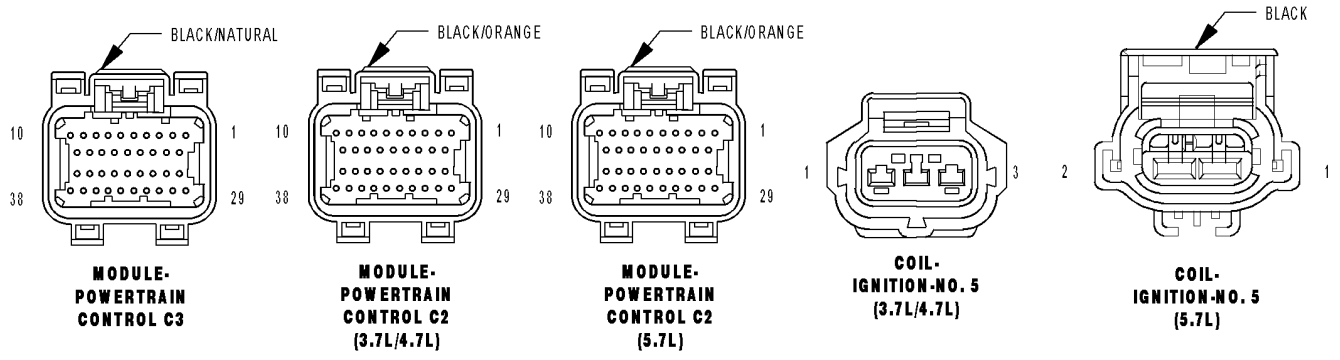 BLACK/NATURAL
10
1
38
29
MODULE-
POWERTRAIN
CONTROL C3
BLACK/ORANGE
10
1
38
29
MODULE-
POWERTRAIN
CONTROL C2
(3.7L/4.7L)
BLACK/ORANGE
10
1
38
29
MODULE-
POWERTRAIN
CONTROL C2
(5.7L)
1
3
COIL-
IGNITION-NO. 5
(3.7L/4.7L)
BLACK
2
1
COIL-
IGNITION-NO. 5
(5.7L)